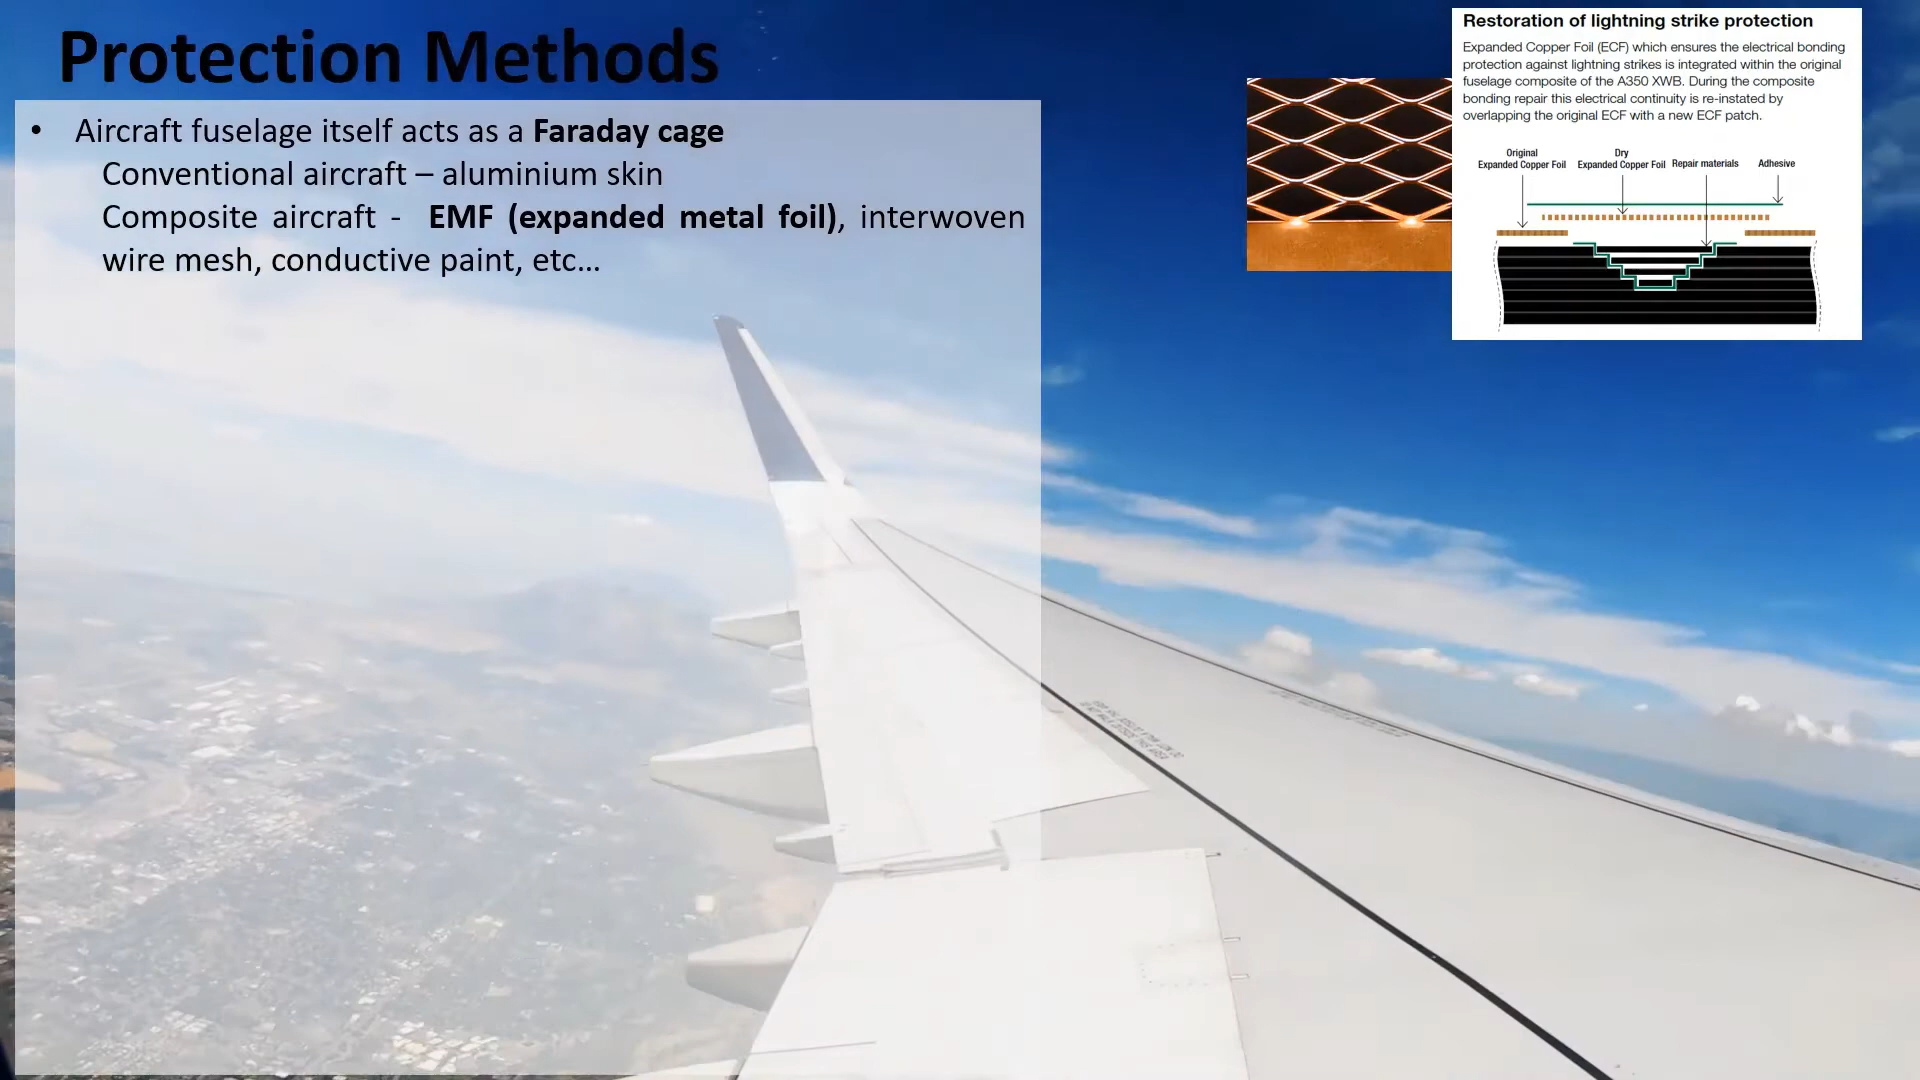 Protection Methods
• Aircraft fuselage itself acts as a Faraday cage
Conventional aircraft – aluminium skin
Composite aircraft - EMF (expanded metal foil), interwoven
wire mesh, conductive paint, etc…
Restoration of lightning strike protection
Expanded Copper Foil (ECF) which ensures the electrical bonding
protection against lightning strikes is integrated within the original
fuselage composite of the A350 XWB. During the composite
bonding repair this electrical continuity is re-instated by
overlapping the original ECF with a new ECF patch.
Original
Expanded Copper Foil
Dry
Expanded Copper Foil
Repair materials
Adhesive